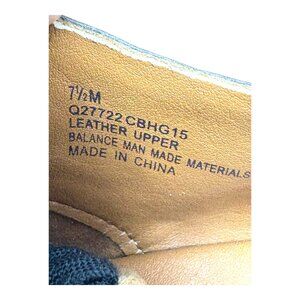 7½M
Q27722 CBHG15
LEATHER UPPER
BALANCE MAN MADE MATERIALS
MADE IN CHINA